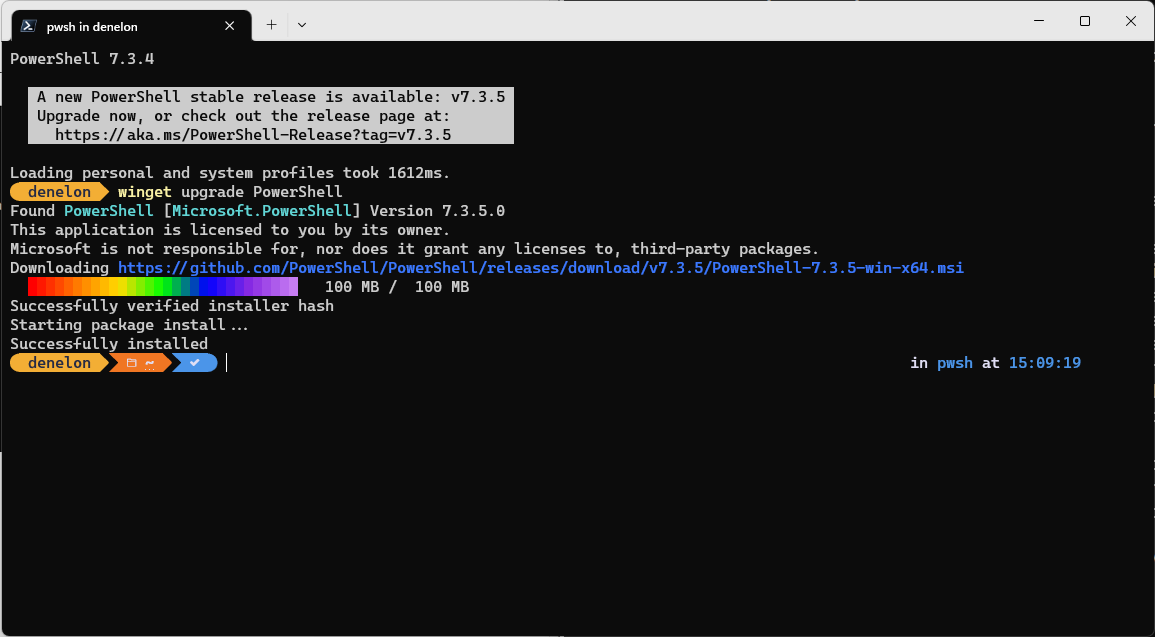 pwsh in denelon
PowerShell 7.3.4
A new PowerShell stable release is available: v7.3.5
Upgrade now, or check out the release page at:
https://aka.ms/PowerShell-Release?tag=v7.3.5
Loading personal and system profiles took 1612ms.
denelon winget upgrade PowerShell
Found PowerShell [Microsoft.PowerShell] Version 7.3.5.0
This application is licensed to you by its owner.
Microsoft is not responsible for, nor does it grant any licenses to, third-party packages.
Downloading https://github.com/PowerShell/PowerShell/releases/download/v7.3.5/PowerShell-7.3.5-win-x64.msi
100 MB / 100 MB
Successfully verified installer hash
Starting package install...
Successfully installed
denelon ~ in pwsh at 15:09:19